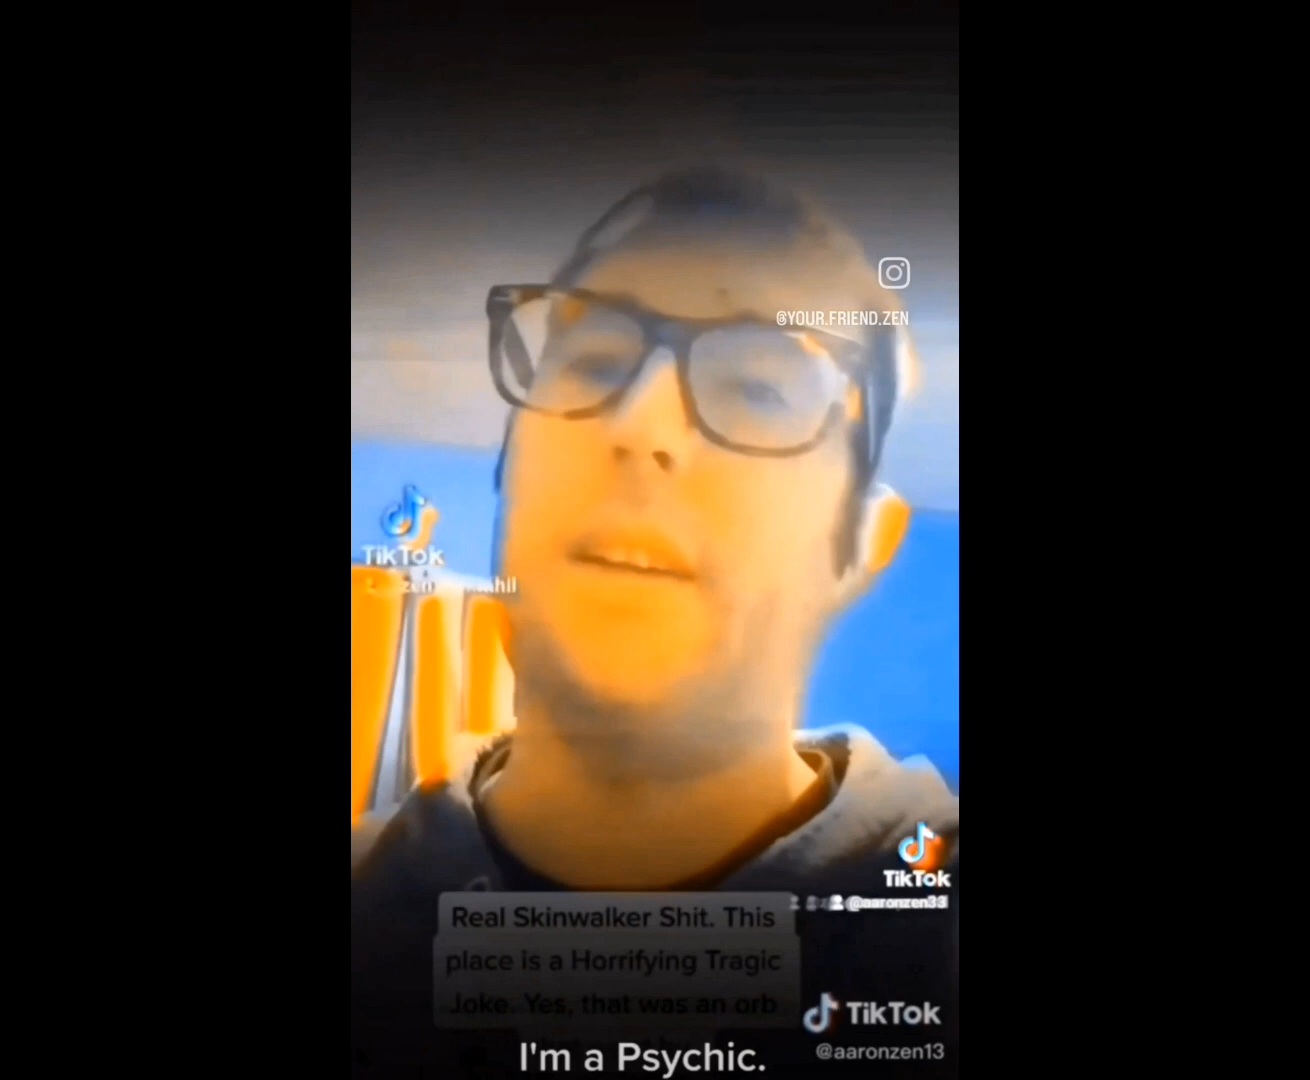 @YOUR.FRIEND.ZEN
TikTok
TikTok
@aaronzen33
Real Skinwalker Shit. This
place is a Horrifying Tragic
Joke. Yes, that was an orb
TikTok
@aaronzen13
I'm a Psychic.